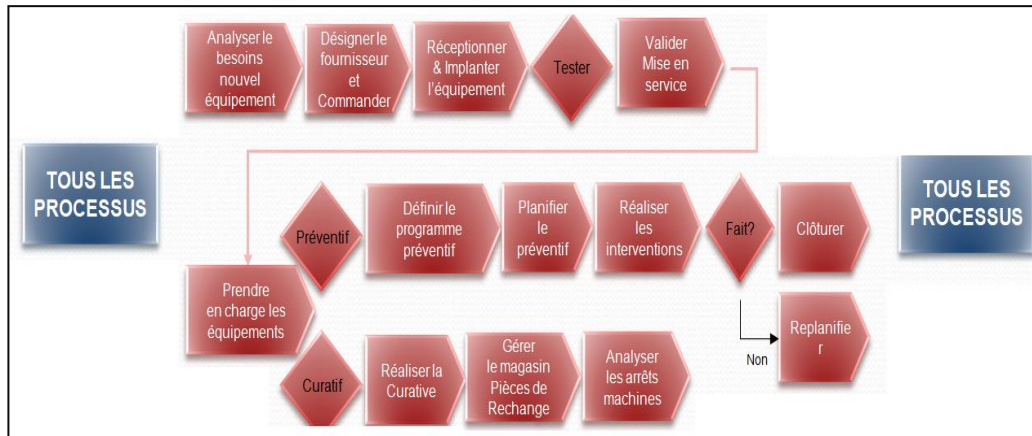 Analyser le
besoins
nouvel
équipement
Désigner le
fournisseur
et
Commander
Réceptionner
& Implanter
l'équipement
Tester
Valider
Mise en
service
TOUS LES
PROCESSUS
TOUS LES
PROCESSUS
Préventif
Définir le
programme
préventif
Planifier
le
préventif
Réaliser
les
interventions
Fait?
Clôturer
Prendre
en charge les
équipements
Non
Replanifie
r
Curatif
Réaliser la
Curative
Gérer
le magasin
Pièces de
Rechange
Analyser
les arrêts
machines